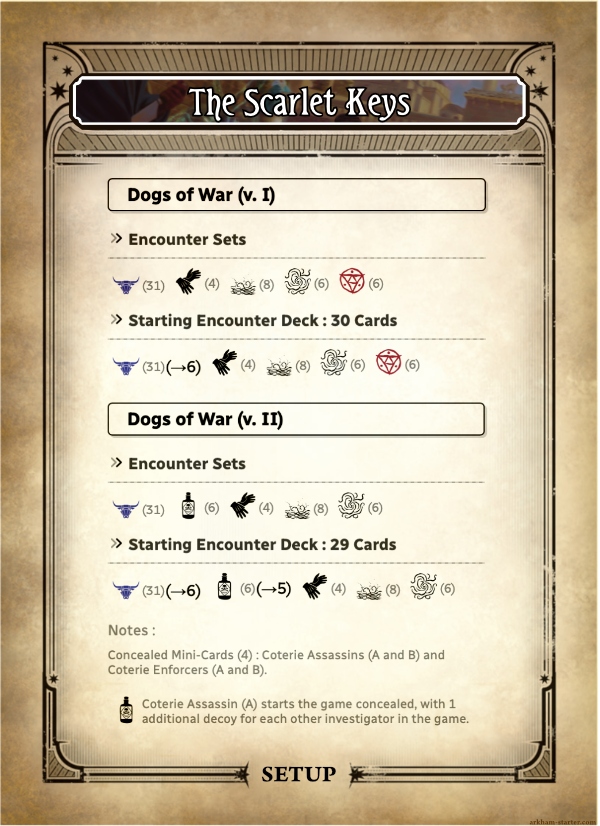 The Scarlet Keys
Dogs of War (v. I)
» Encounter Sets
(31) (4) (8) (6) (6)
» Starting Encounter Deck : 30 Cards
(31)(→6) (4) (8) (6) (6)
Dogs of War (v. II)
» Encounter Sets
(31) (6) (4) (8) (6)
» Starting Encounter Deck : 29 Cards
(31)(→6) (6)(→5) (4) (8) (6)
Notes :
Concealed Mini-Cards (4) : Coterie Assassins (A and B) and
Coterie Enforcers (A and B).
Coterie Assassin (A) starts the game concealed, with 1
additional decoy for each other investigator in the game.
SETUP
arkham-starter.com